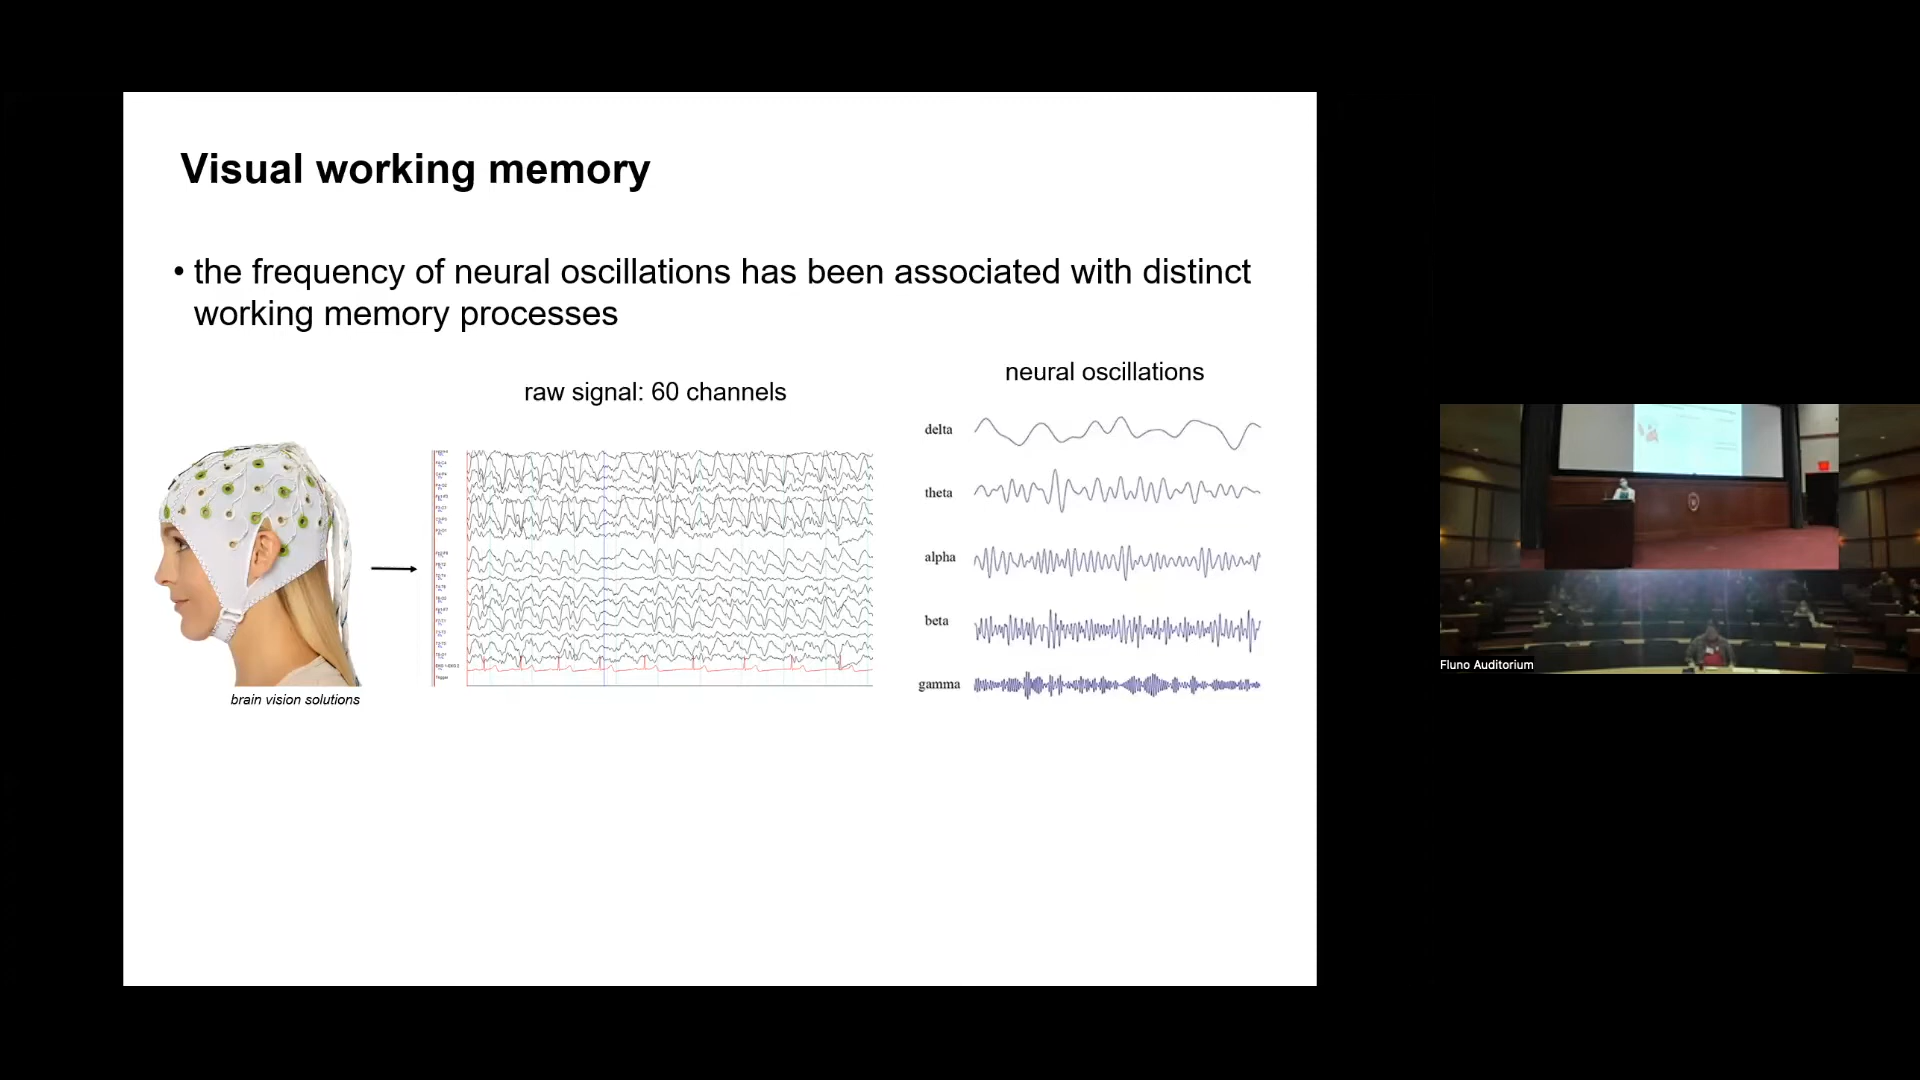 Visual working memory
• the frequency of neural oscillations has been associated with distinct
working memory processes
raw signal: 60 channels
neural oscillations
delta
theta
alpha
beta
gamma
brain vision solutions
Fluno Auditorium